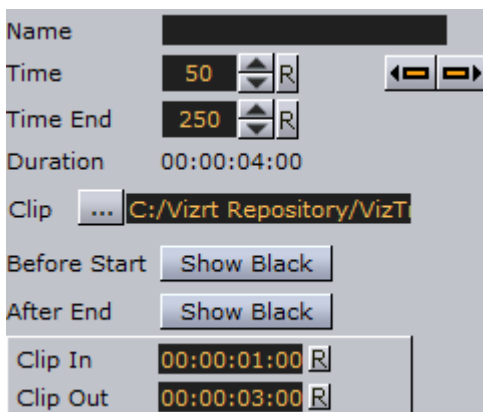 Name
Time 50 R
Time End 250 R
Duration 00:00:04:00
Clip ... C:/Vizrt Repository/VizT
Before Start Show Black
After End Show Black
Clip In 00:00:01:00 R
Clip Out 00:00:03:00 R